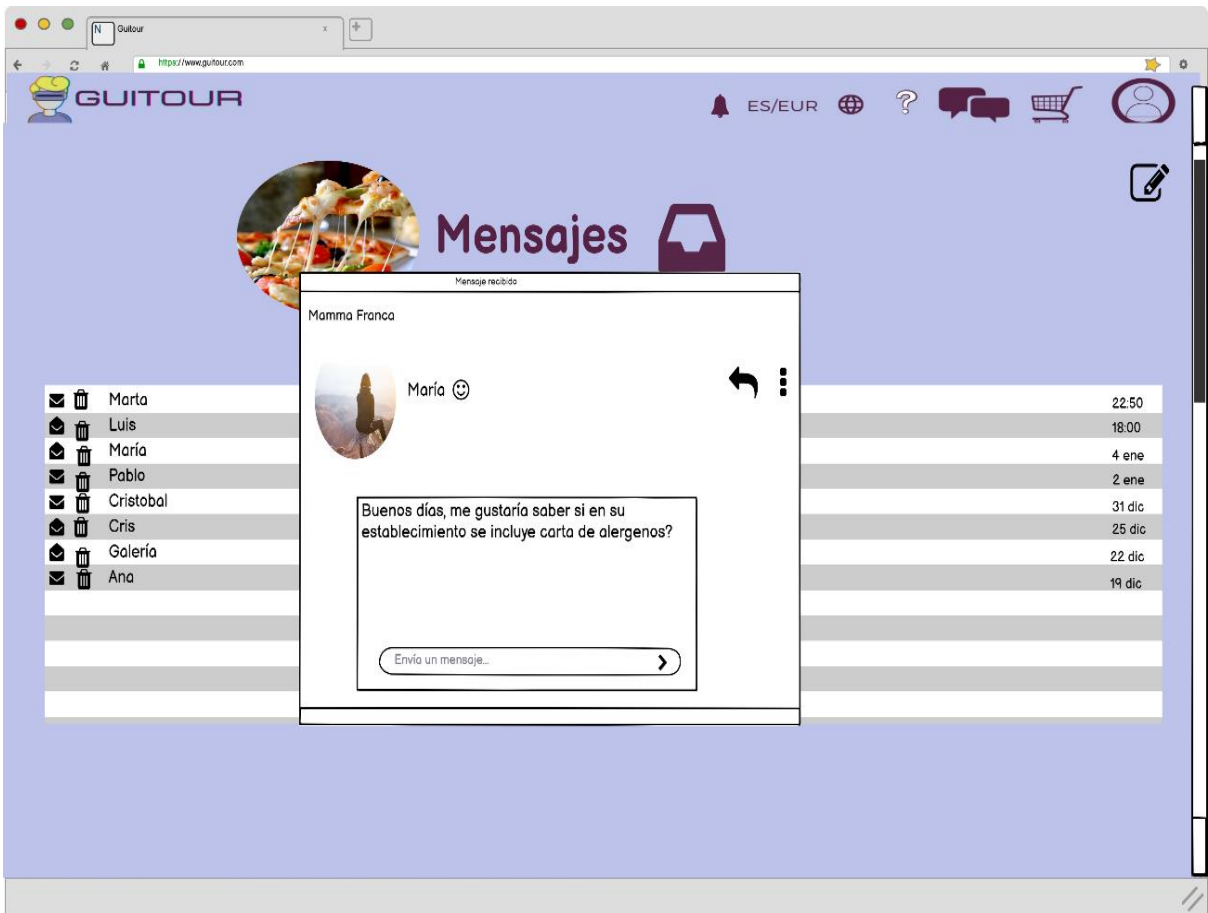 N Guitour x
https://www.guitour.com
GUITOUR
ES/EUR ?
Mensajes
Mensaje recibido
Mamma Franca
María
Marta 22:50
Luis 18:00
María 4 ene
Pablo 2 ene
Cristobal 31 dic
Cris 25 dic
Galería 22 dic
Ana 19 dic
Buenos días, me gustaría saber si en su
establecimiento se incluye carta de alergenos?
Envía un mensaje...